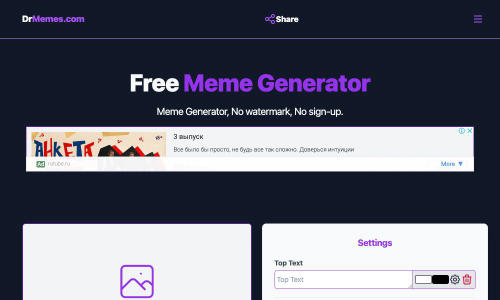 DrMemes.com
Share
Free Meme Generator
Meme Generator, No watermark, No sign-up.
АНКЕТА
3 выпуск
Все было бы просто, не будь все так сложно. Доверься интуиции
Ad rutube.ru
More
Settings
Top Text
Top Text